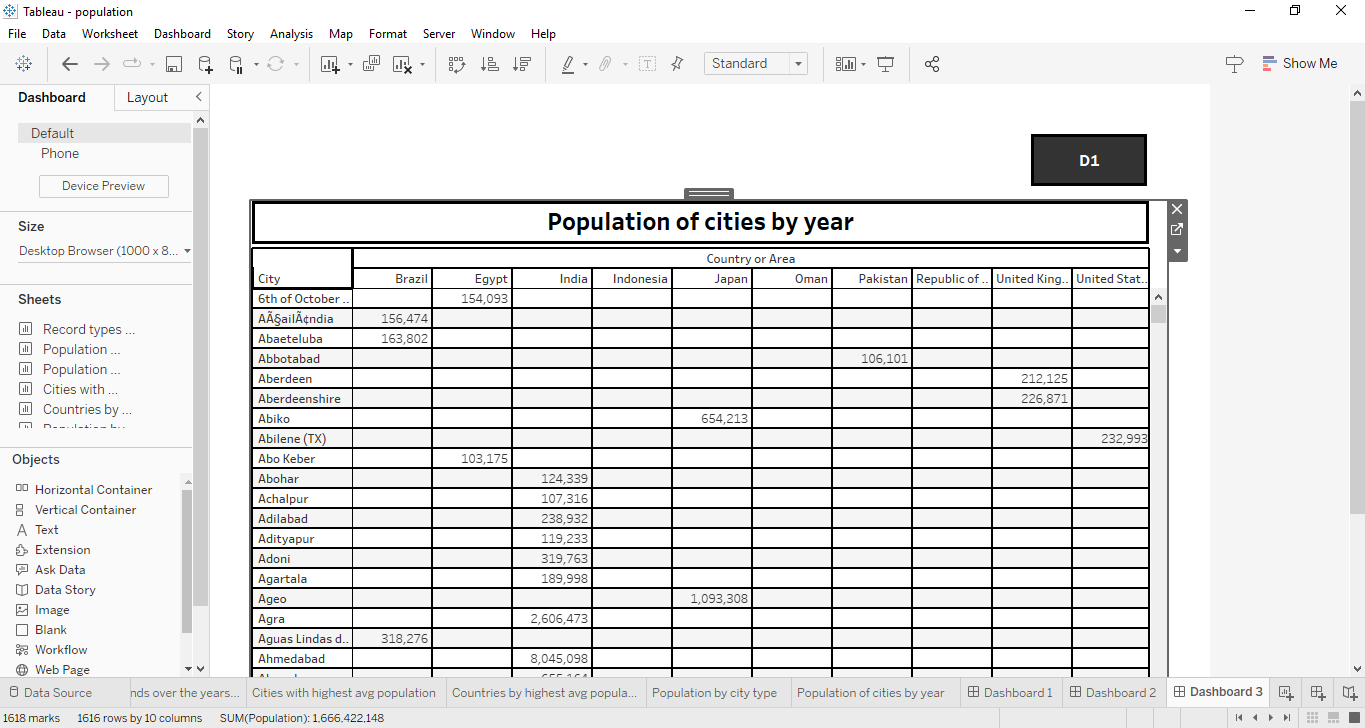 Tableau - population
File Data Worksheet Dashboard Story Analysis Map Format Server Window Help
Standard
Show Me
Dashboard Layout
Default
Phone
Device Preview
Size
Desktop Browser (1000 x 8...
Sheets
Record types ...
Population ...
Population ...
Cities with ...
Countries by ...
Objects
Horizontal Container
Vertical Container
Text
Extension
Ask Data
Data Story
Image
Blank
Workflow
Web Page
D1
Population of cities by year
Country or Area
City Brazil Egypt India Indonesia Japan Oman Pakistan Republic of .. United King.. United Stat..
6th of October .. 154,093
AÃ§ailÃ¢ndia 156,474
Abaeteluba 163,802
Abbotabad 106,101
Aberdeen 212,125
Aberdeenshire 226,871
Abiko 654,213
Abilene (TX) 232,993
Abo Keber 103,175
Abohar 124,339
Achalpur 107,316
Adilabad 238,932
Adityapur 119,233
Adoni 319,763
Agartala 189,998
Ageo 1,093,308
Agra 2,606,473
Aguas Lindas d.. 318,276
Ahmedabad 8,045,098
Data Source nds over the years... Cities with highest avg population Countries by highest avg popula... Population by city type Population of cities by year Dashboard 1 Dashboard 2 Dashboard 3
1618 marks 1616 rows by 10 columns SUM(Population): 1,666,422,148